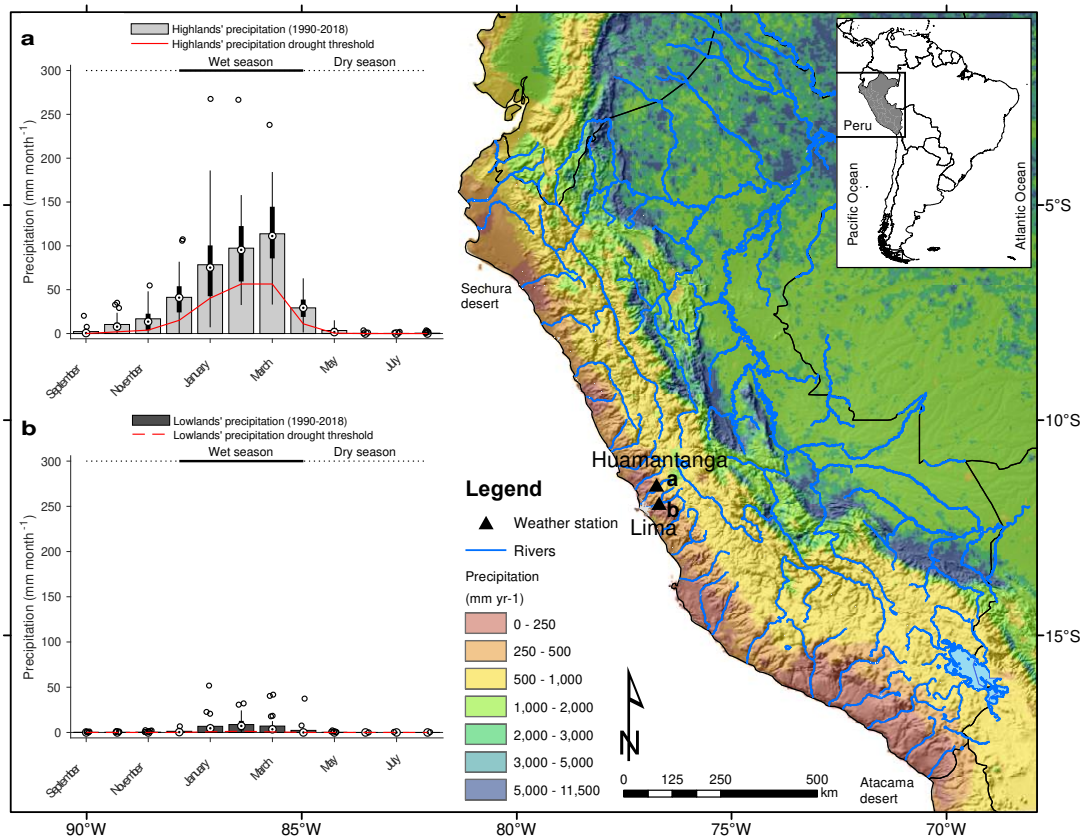 a
Highlands' precipitation (1990-2018)
Highlands' precipitation drought threshold
Wet season
Dry season
300
250
200
150
100
50
0
Precipitation (mm month⁻¹)
September
November
January
March
May
July
b
Lowlands' precipitation (1990-2018)
Lowlands' precipitation drought threshold
Wet season
Dry season
300
250
200
150
100
50
0
Precipitation (mm month⁻¹)
September
November
January
March
May
July
Peru
Pacific Ocean
Atlantic Ocean
Sechura
desert
Huamantanga
a
b
Lima
Atacama
desert
Legend
Weather station
Rivers
Precipitation
(mm yr-1)
0 - 250
250 - 500
500 - 1,000
1,000 - 2,000
2,000 - 3,000
3,000 - 5,000
5,000 - 11,500
N
0 125 250 500
km
5°S
10°S
15°S
90°W 85°W 80°W 75°W 70°W